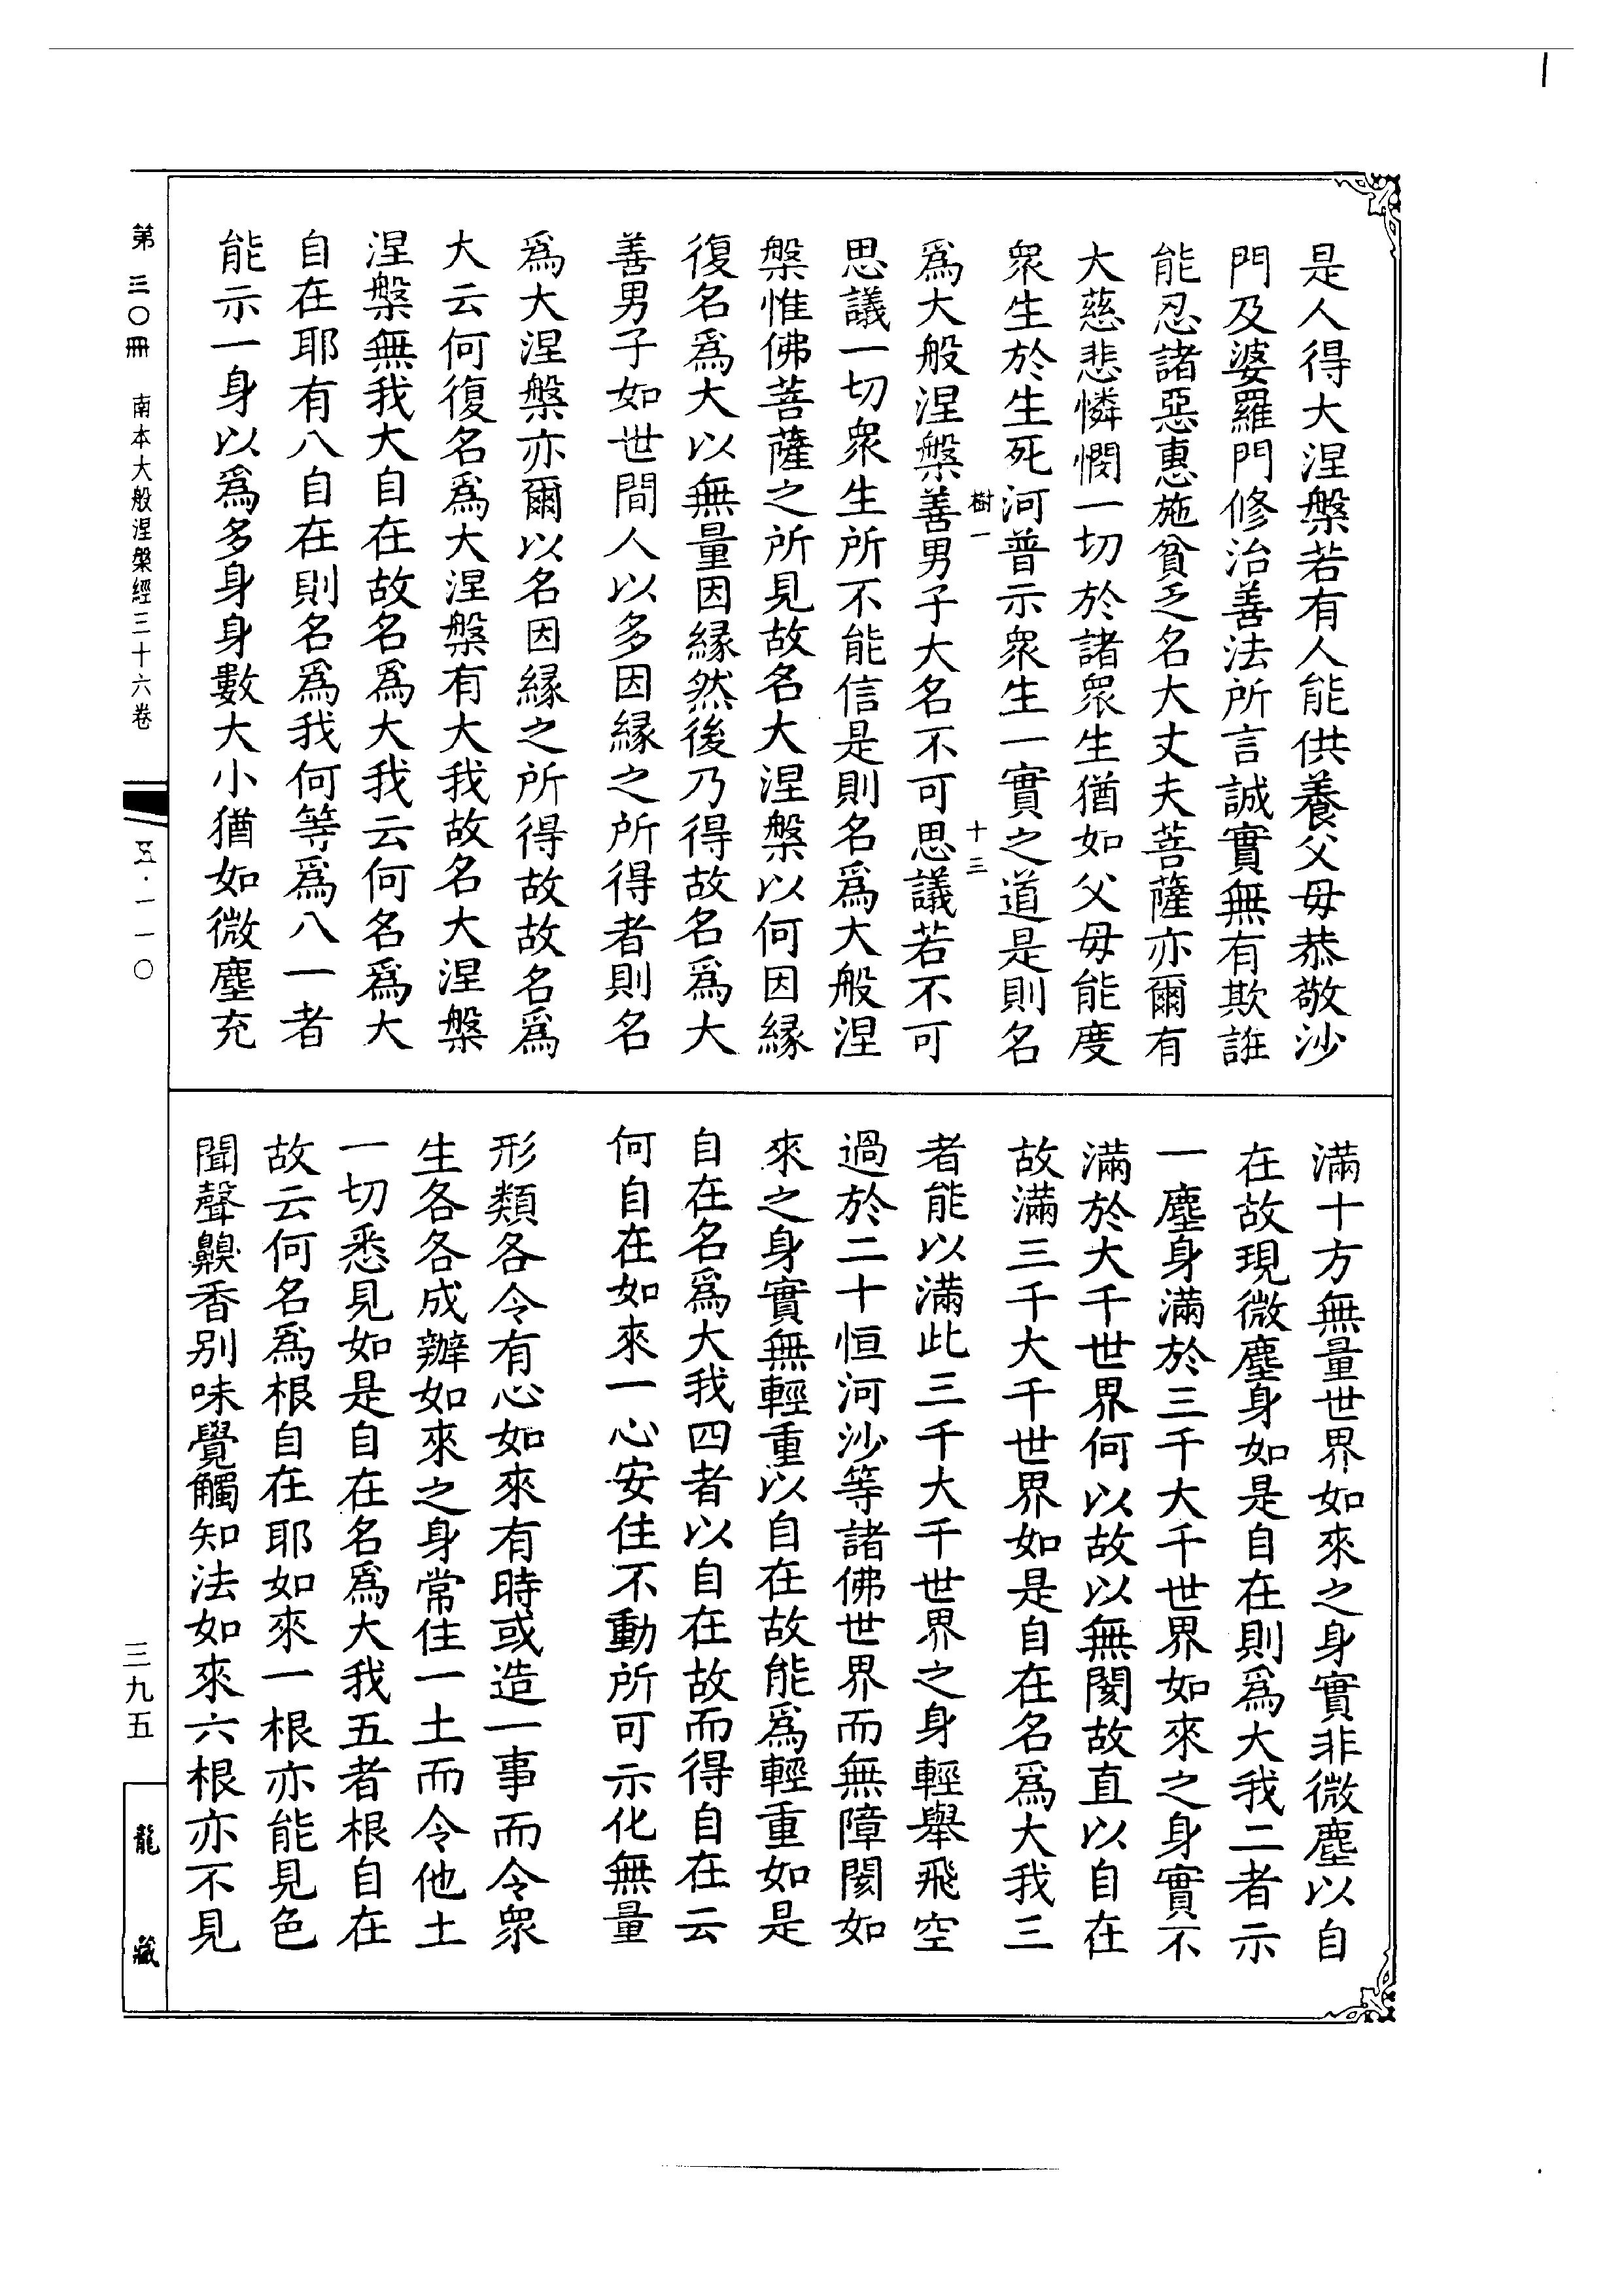 是人得大涅槃若有人能供養父母恭敬沙
門及婆羅門修治善法所言誠實無有欺誑
能忍諸惡惠施貧乏名大丈夫菩薩亦爾有
大慈悲憐憫一切於諸眾生猶如父母能度
眾生於生死河普示眾生一實之道是則名
樹一
十三
為大般涅槃善男子大名不可思議若不可
思議一切眾生所不能信是則名為大般涅
槃惟佛菩薩之所見故名大涅槃以何因緣
復名為大以無量因緣然後乃得故名為大
善男子如世間人以多因緣之所得者則名
為大涅槃亦爾以名因緣之所得故故名為
大云何復名為大涅槃有大我故名大涅槃
涅槃無我大自在故名為大我云何名為大
自在耶有八自在則名為我何等為八一者
能示一身以為多身身數大小猶如微塵充
滿十方無量世界如來之身實非微塵以自
在故現微塵身如是自在則為大我二者示
一塵身滿於三千大千世界如來之身實不
滿於大千世界何以故以無閡故直以自在
故滿三千大千世界如是自在名為大我三
者能以滿此三千大千世界之身輕舉飛空
過於二十恒河沙等諸佛世界而無障閡如
來之身實無輕重以自在故能為輕重如是
自在名為大我四者以自在故而得自在云
何自在如來一心安住不動所可示化無量
形類各令有心如來有時或造一事而令眾
生各各成辦如來之身常住一土而令他土
一切悉見如是自在名為大我五者根自在
故云何名為根自在耶如來一根亦能見色
聞聲齅香别味覺觸知法如來六根亦不見
第三〇冊 南本大般涅槃經三十六卷
五·一一〇
三九五
龍藏